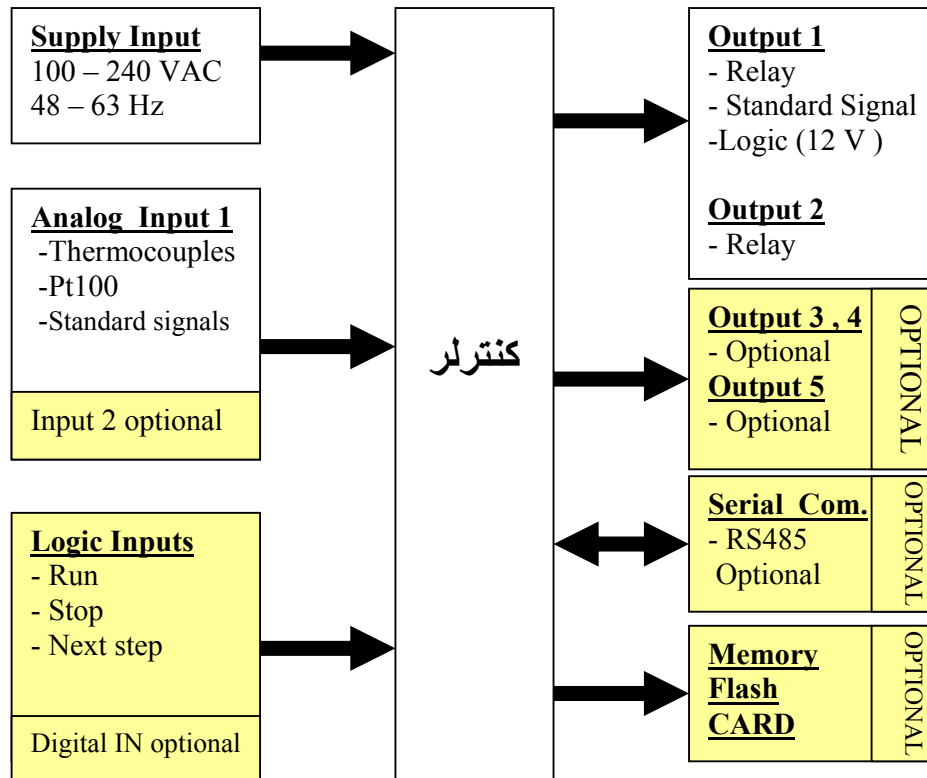 Supply Input
100 – 240 VAC
48 – 63 Hz
Analog Input 1
-Thermocouples
-Pt100
-Standard signals
Input 2 optional
Logic Inputs
- Run
- Stop
- Next step
Digital IN optional
کنترلر
Output 1
- Relay
- Standard Signal
-Logic (12 V )
Output 2
- Relay
Output 3 , 4
- Optional
Output 5
- Optional
OPTIONAL
Serial Com.
- RS485
Optional
OPTIONAL
Memory
Flash
CARD
OPTIONAL